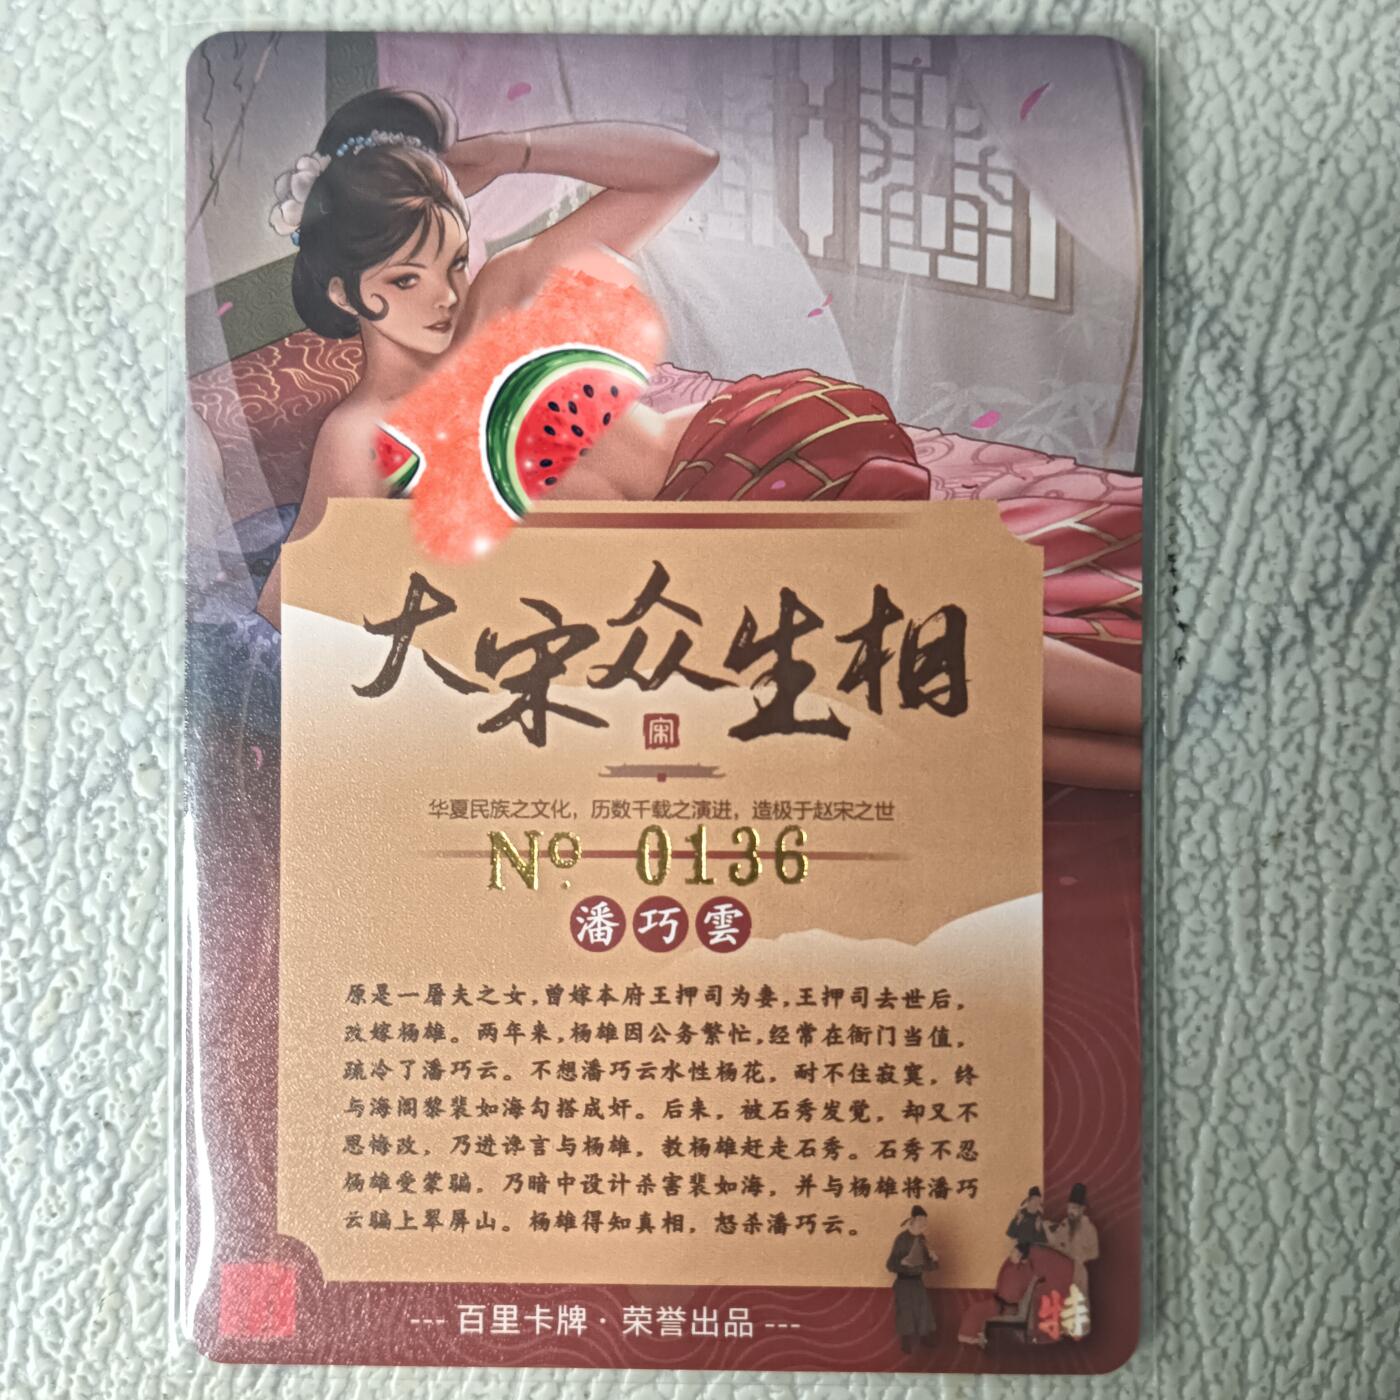 大宋众生相
宋
华夏民族之文化，历数千载之演进，造极于赵宋之世
Nº 0136
潘巧雲
原是一屠夫之女,曾嫁本府王押司为妻,王押司去世后，
改嫁杨雄。两年来,杨雄因公务繁忙,经常在衙门当值，
疏冷了潘巧云。不想潘巧云水性杨花，耐不住寂寞，终
与海阇黎裴如海勾搭成奸。后来，被石秀发觉，却又不
思悔改，乃进谗言与杨雄，教杨雄赶走石秀。石秀不忍
杨雄受蒙骗，乃暗中设计杀害裴如海，并与杨雄将潘巧
云骗上翠屏山。杨雄得知真相，怒杀潘巧云。
特
--- 百里卡牌 · 荣誉出品 ---